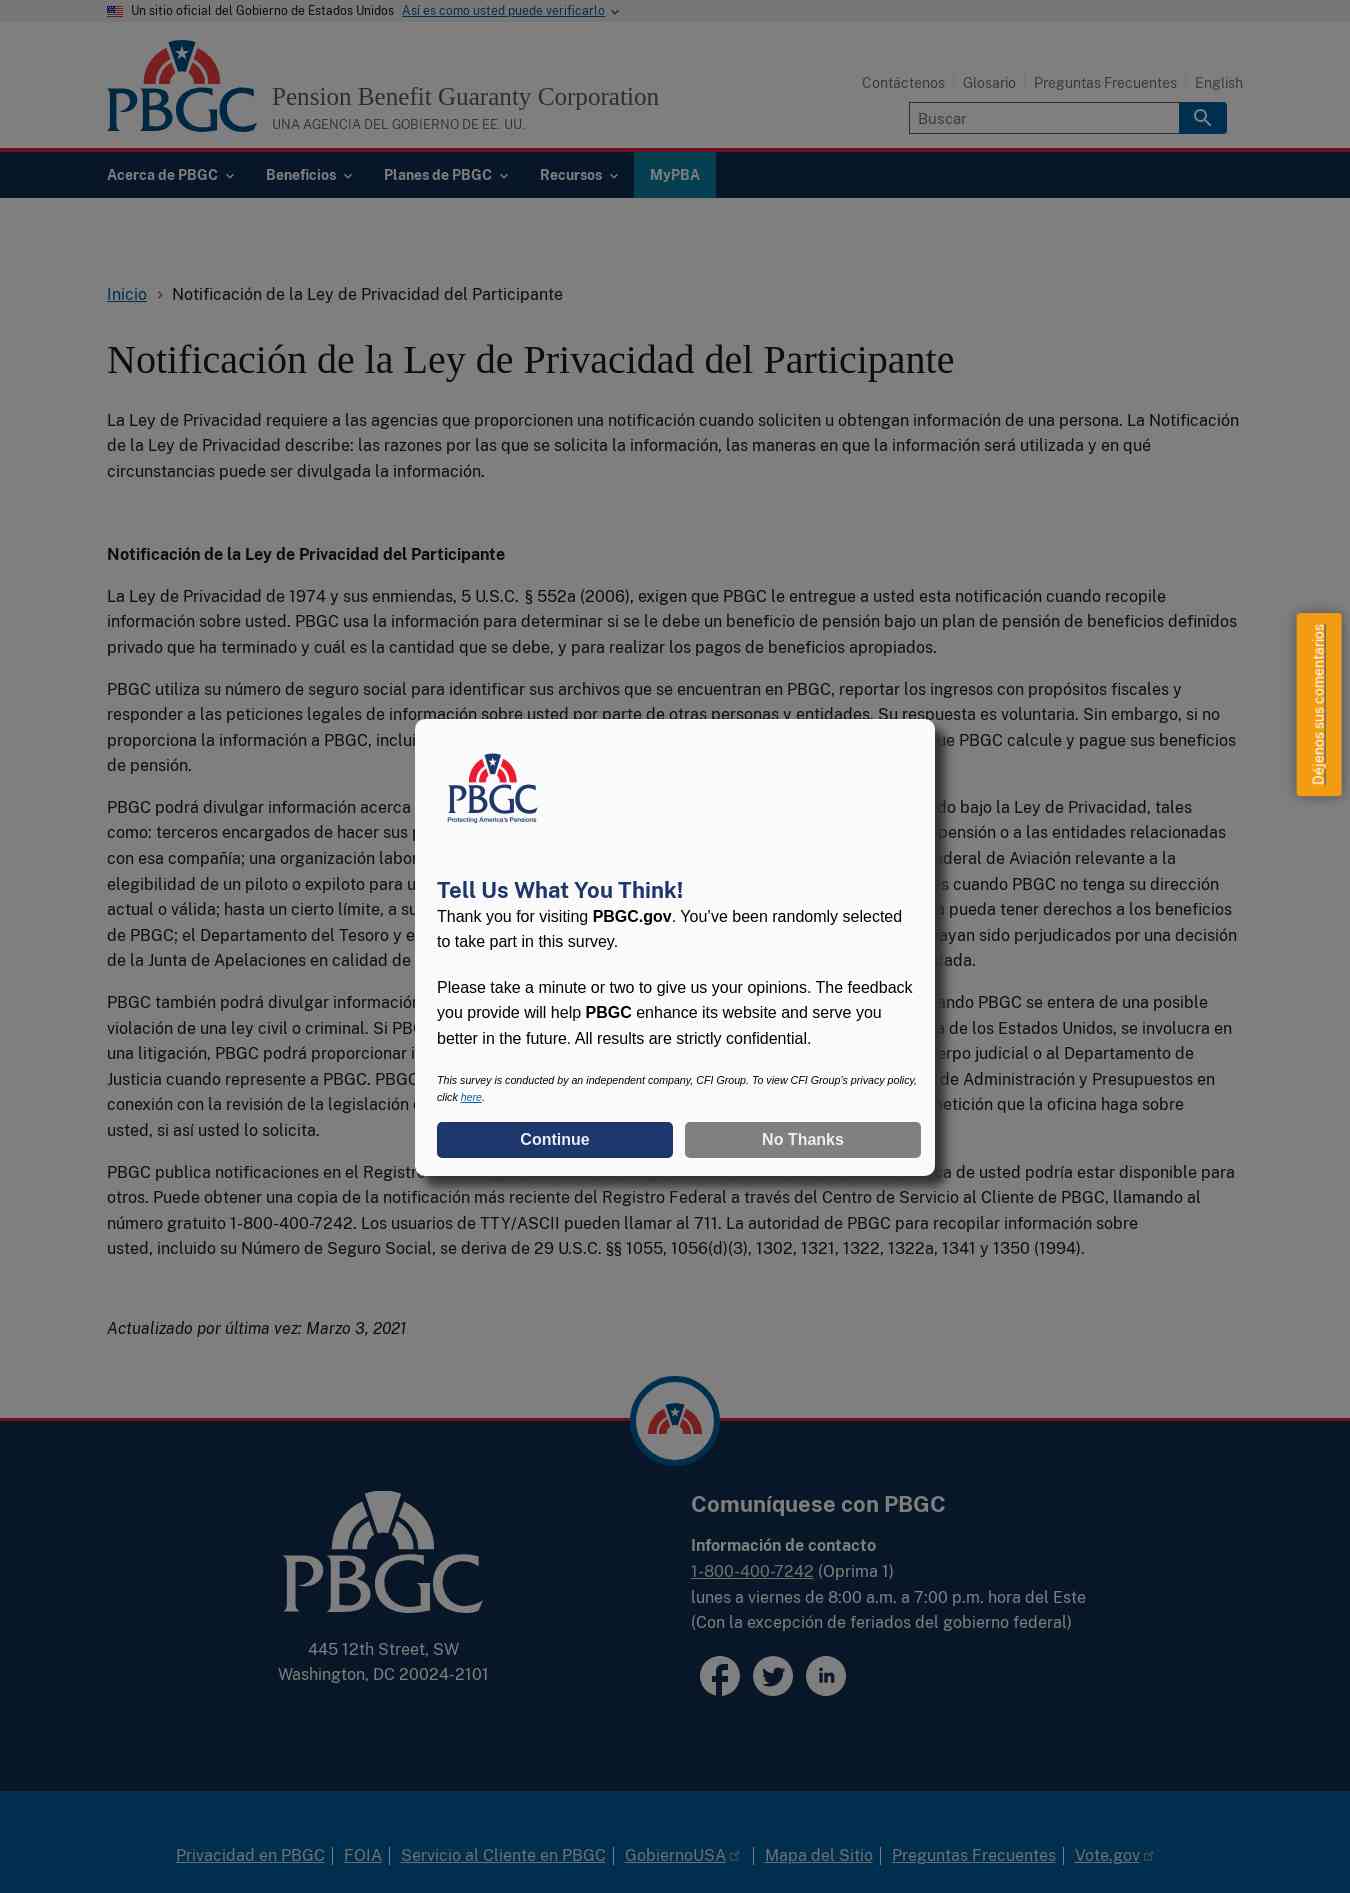 Un sitio oficial del Gobierno de Estados Unidos Así es como usted puede verificarlo
PBGC
Pension Benefit Guaranty Corporation
UNA AGENCIA DEL GOBIERNO DE EE. UU.
Contáctenos Glosario Preguntas Frecuentes English
Buscar
Acerca de PBGC Beneficios Planes de PBGC Recursos MyPBA
Inicio Notificación de la Ley de Privacidad del Participante
Notificación de la Ley de Privacidad del Participante
La Ley de Privacidad requiere a las agencias que proporcionen una notificación cuando soliciten u obtengan información de una persona. La Notificación
de la Ley de Privacidad describe: las razones por las que se solicita la información, las maneras en que la información será utilizada y en qué
circunstancias puede ser divulgada la información.
Notificación de la Ley de Privacidad del Participante
La Ley de Privacidad de 1974 y sus enmiendas, 5 U.S.C. § 552a (2006), exigen que PBGC le entregue a usted esta notificación cuando recopile
información sobre usted. PBGC usa la información para determinar si se le debe un beneficio de pensión bajo un plan de pensión de beneficios definidos
privado que ha terminado y cuál es la cantidad que se debe, y para realizar los pagos de beneficios apropiados.
PBGC utiliza su número de seguro social para identificar sus archivos que se encuentran en PBGC, reportar los ingresos con propósitos fiscales y
responder a las peticiones legales de información sobre usted por parte de otras personas y entidades. Su respuesta es voluntaria. Sin embargo, si no
proporciona la información a PBGC, PBGC calcule y pague sus beneficios
de pensión.
PBGC podrá divulgar información acerca bajo la Ley de Privacidad, tales
como: terceros encargados de hacer sus pensión o a las entidades relacionadas
con esa compañía; una organización de Aviación relevante a la
elegibilidad de un piloto o expiloto para cuando PBGC no tenga su dirección
actual o válida; hasta un cierto límite, a pueda tener derechos a los beneficios
de PBGC; el Departamento del Tesoro y sido perjudicados por una decisión
de la Junta de Apelaciones en calidad de
PBGC también podrá divulgar PBGC se entera de una posible
violación de una ley civil o criminal. Si de los Estados Unidos, se involucra en
una litigación, PBGC podrá proporcionar judicial o al Departamento de
Justicia cuando represente a PBGC. de Administración y Presupuestos en
conexión con la revisión de la legislación que la oficina haga sobre
usted, si así usted lo solicita.
PBGC publica notificaciones en el de usted podría estar disponible para
otros. Puede obtener una copia de la notificación más reciente del Registro Federal a través del Centro de Servicio al Cliente de PBGC, llamando al
número gratuito 1-800-400-7242. Los usuarios de TTY/ASCII pueden llamar al 711. La autoridad de PBGC para recopilar información sobre
usted, incluido su Número de Seguro Social, se deriva de 29 U.S.C. §§ 1055, 1056(d)(3), 1302, 1321, 1322, 1322a, 1341 y 1350 (1994).
Actualizado por última vez: Marzo 3, 2021
Déjenos sus comentarios
PBGC
Protecting America's Pensions
Tell Us What You Think!
Thank you for visiting PBGC.gov. You've been randomly selected
to take part in this survey.
Please take a minute or two to give us your opinions. The feedback
you provide will help PBGC enhance its website and serve you
better in the future. All results are strictly confidential.
This survey is conducted by an independent company, CFI Group. To view CFI Group's privacy policy,
click here.
Continue No Thanks
PBGC
445 12th Street, SW
Washington, DC 20024-2101
Comuníquese con PBGC
Información de contacto
1-800-400-7242 (Oprima 1)
lunes a viernes de 8:00 a.m. a 7:00 p.m. hora del Este
(Con la excepción de feriados del gobierno federal)
in
Privacidad en PBGC FOIA Servicio al Cliente en PBGC GobiernoUSA Mapa del Sitio Preguntas Frecuentes Vote.gov